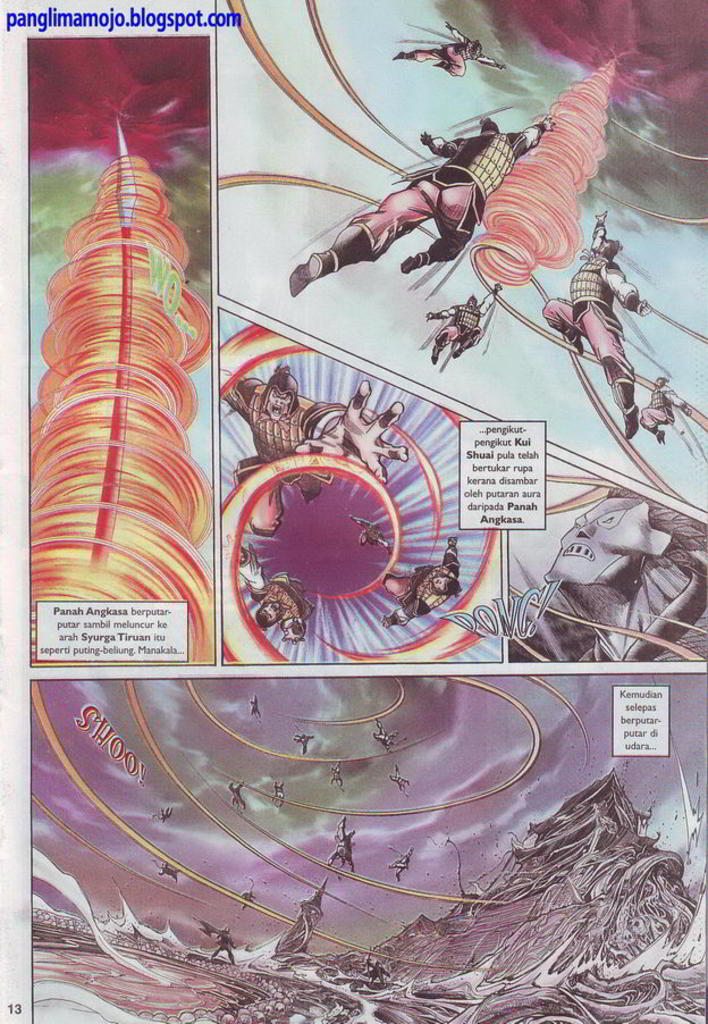 panglimamojo.blogspot.com
WO...
Panah Angkasa berputar-
putar sambil meluncur ke
arah Syurga Tiruan itu
seperti puting-beliung. Manakala...
...pengikut-
pengikut Kui
Shuai pula telah
bertukar rupa
kerana disambar
oleh putaran aura
daripada Panah
Angkasa.
POM!
SHOO!
Kemudian
selepas
berputar-
putar di
udara...
13